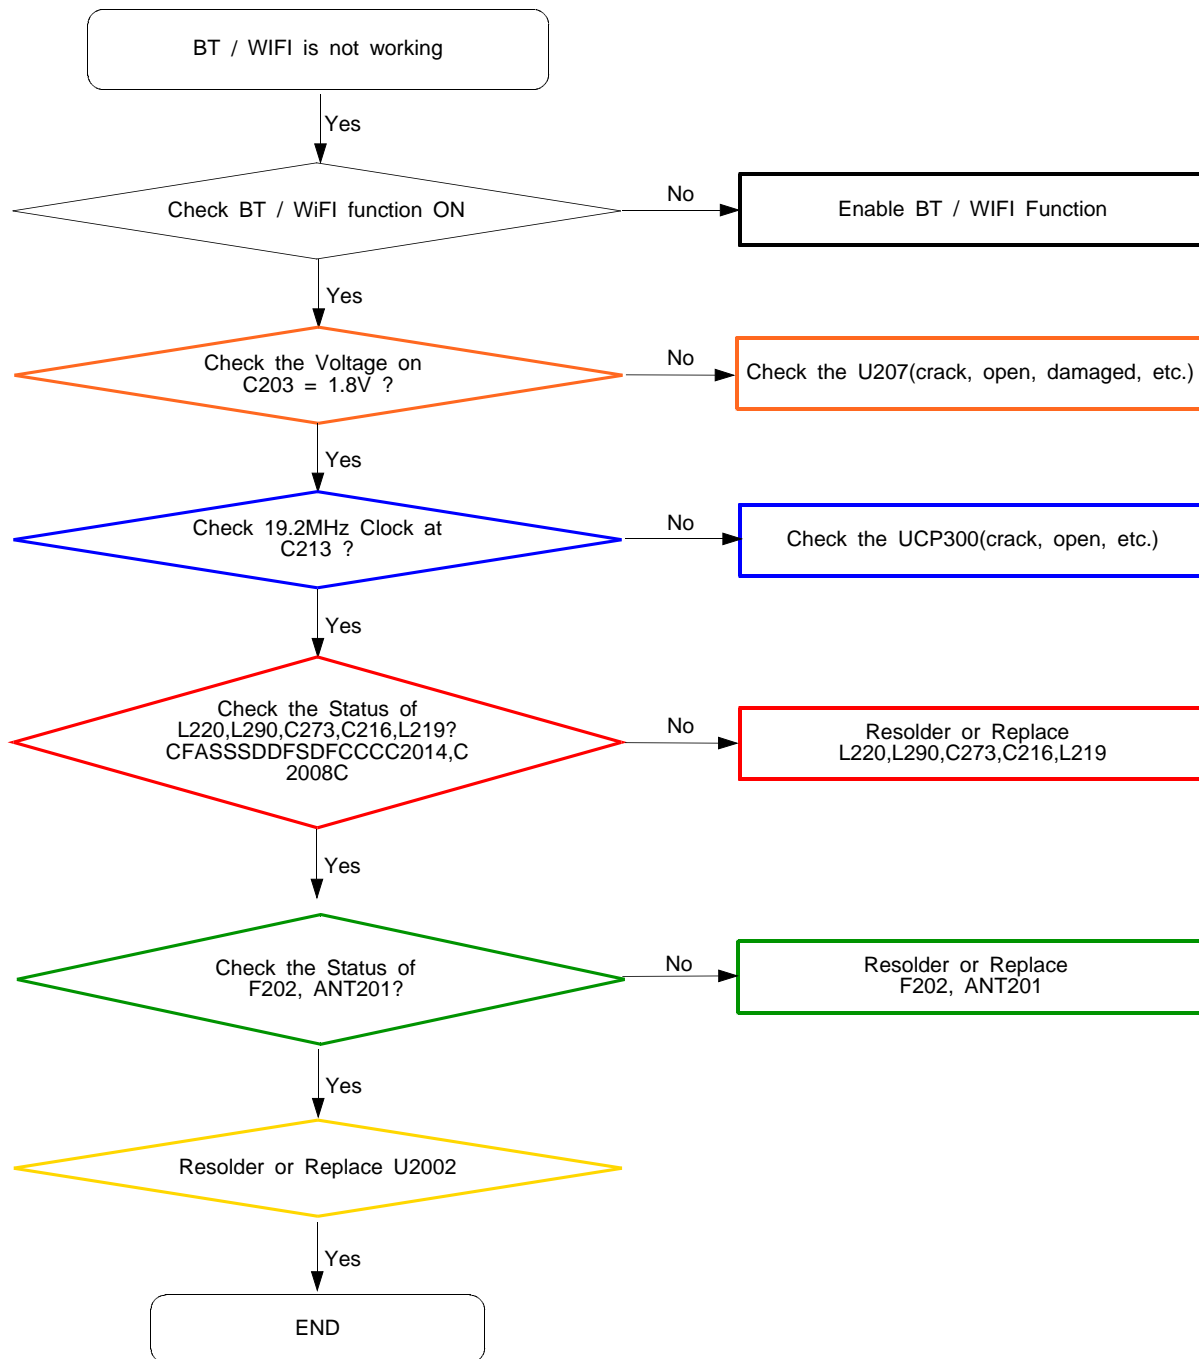 BT / WIFI is not working
Yes
Check BT / WiFI function ON
No
Enable BT / WIFI Function
Yes
Check the Voltage on
C203 = 1.8V ?
No
Check the U207(crack, open, damaged, etc.)
Yes
Check 19.2MHz Clock at
C213 ?
No
Check the UCP300(crack, open, etc.)
Yes
Check the Status of
L220,L290,C273,C216,L219?
CFASSSDDFSDFCCCC2014,C
2008C
No
Resolder or Replace
L220,L290,C273,C216,L219
Yes
Check the Status of
F202, ANT201?
No
Resolder or Replace
F202, ANT201
Yes
Resolder or Replace U2002
Yes
END